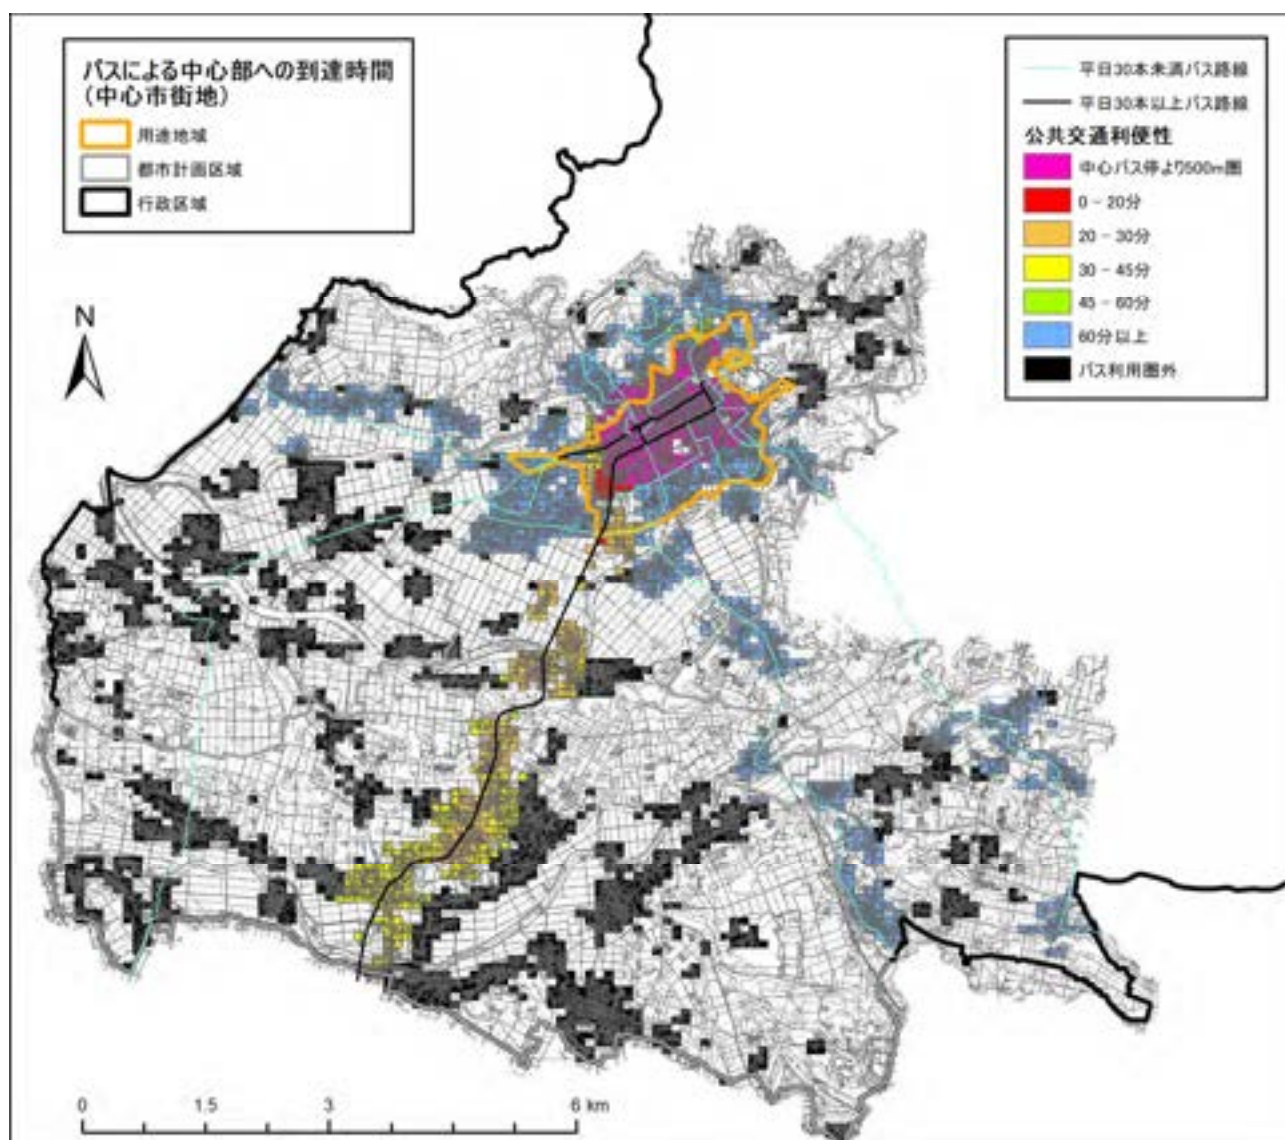 バスによる中心部への到達時間
（中心市街地）
用途地域
都市計画区域
行政区域
平日30本未満バス路線
平日30本以上バス路線
公共交通利便性
中心バス停より500m圏
0 - 20分
20 - 30分
30 - 45分
45 - 60分
60分以上
バス利用圏外
N
0 1.5 3 6 km